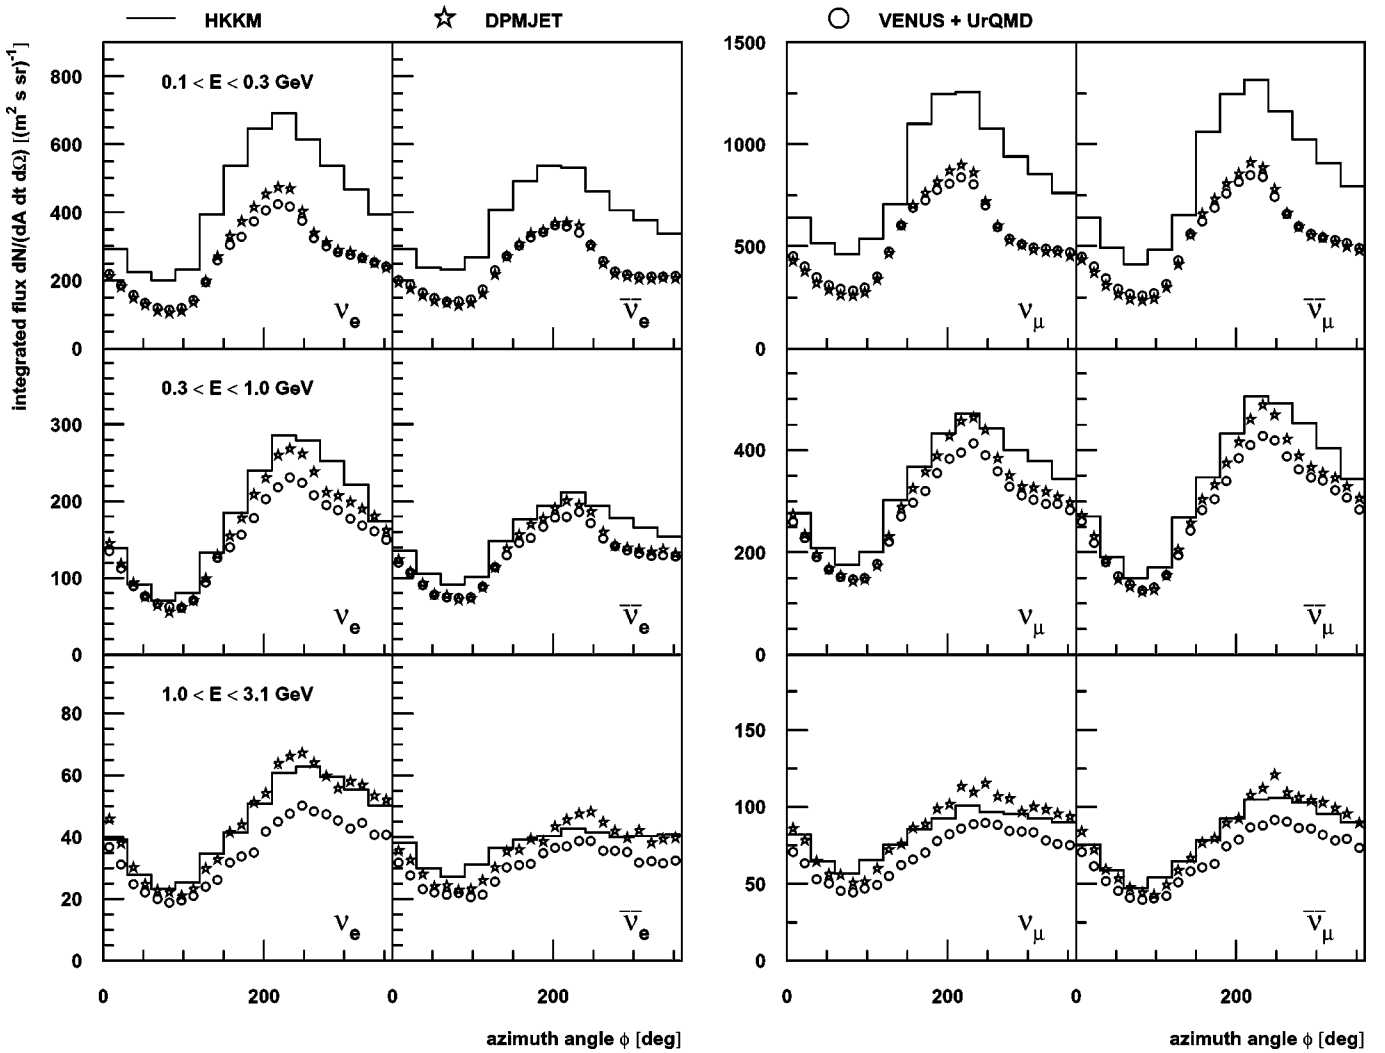 HKKM DPMJET VENUS + UrQMD
integrated flux dN/(dA dt dΩ) [(m² s sr)⁻¹]
800 0.1 < E < 0.3 GeV 1500
600 1000
400 500
200
0 νe ν̅e 0 νμ ν̅μ
0.3 < E < 1.0 GeV
300 400
200 200
100
0 νe ν̅e 0 νμ ν̅μ
1.0 < E < 3.1 GeV
80 150
60 100
40 50
20
0 νe ν̅e 0 νμ ν̅μ
0 200 0 200 0 200 0 200
azimuth angle ϕ [deg] azimuth angle ϕ [deg]